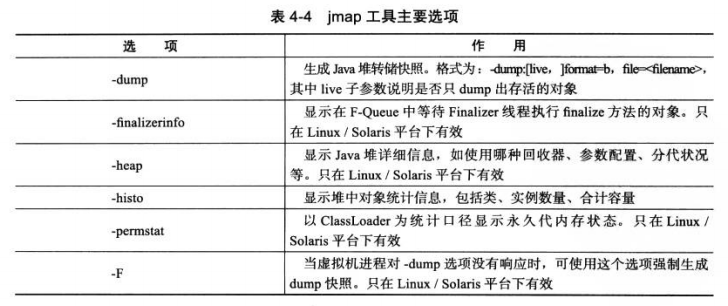 表 4-4 jmap 工具主要选项
选 项
作 用
-dump
生成 Java 堆转储快照。格式为：-dump:[live, ]format=b, file=<filename>,
其中 live 子参数说明是否只 dump 出存活的对象
-finalizerinfo
显示在 F-Queue 中等待 Finalizer 线程执行 finalize 方法的对象。只
在 Linux / Solaris 平台下有效
-heap
显示 Java 堆详细信息，如使用哪种回收器、参数配置、分代状况
等。只在 Linux / Solaris 平台下有效
-histo
显示堆中对象统计信息，包括类、实例数量、合计容量
-permstat
以 ClassLoader 为统计口径显示永久代内存状态。只在 Linux /
Solaris 平台下有效
-F
当虚拟机进程对 -dump 选项没有响应时，可使用这个选项强制生成
dump 快照。只在 Linux / Solaris 平台下有效